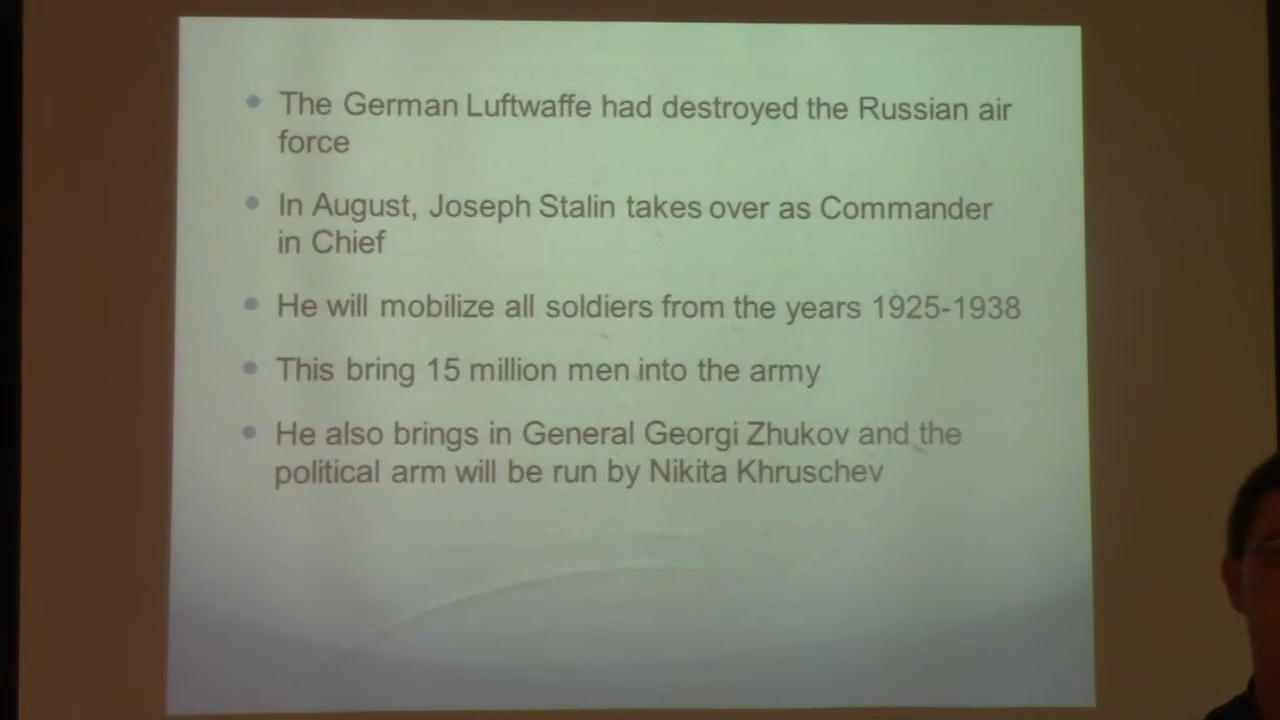 • The German Luftwaffe had destroyed the Russian air
force
• In August, Joseph Stalin takes over as Commander
in Chief
• He will mobilize all soldiers from the years 1925-1938
• This bring 15 million men into the army
• He also brings in General Georgi Zhukov and the
political arm will be run by Nikita Khruschev